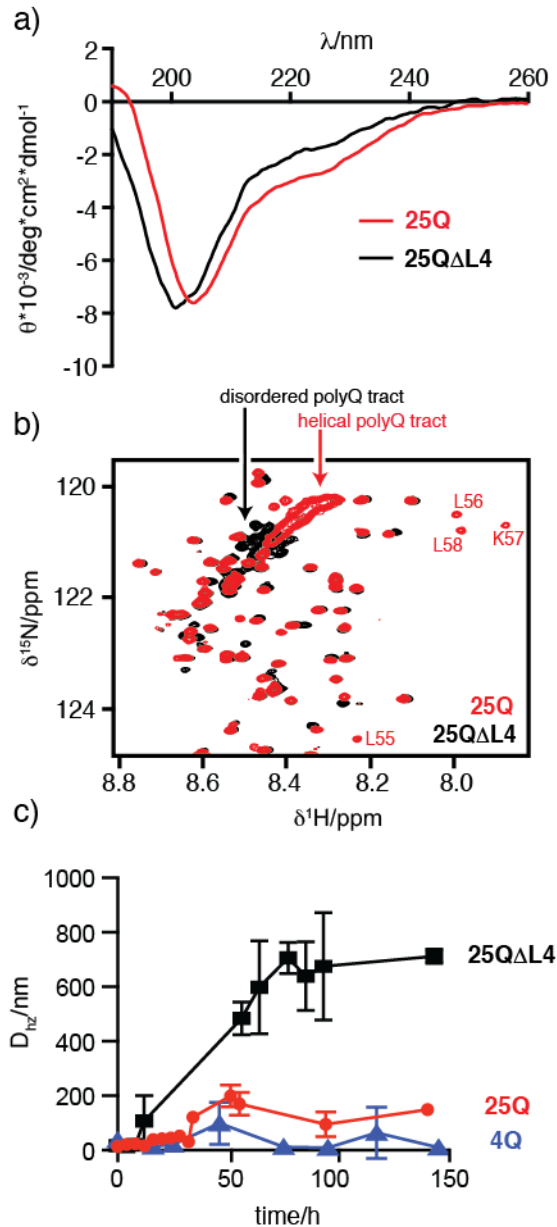 a)
λ/nm
200 220 240 260
2
0
-2
-4
-6
-8
-10
θ*10⁻³/deg*cm²*dmol⁻¹
25Q
25QΔL4
disordered polyQ tract
helical polyQ tract
b)
120
122
124
δ¹⁵N/ppm
L56
L58
K57
L55
25Q
25QΔL4
8.8 8.6 8.4 8.2 8.0
δ¹H/ppm
c)
1000
800
600
400
200
0
D_hz/nm
25QΔL4
25Q
4Q
0 50 100 150
time/h